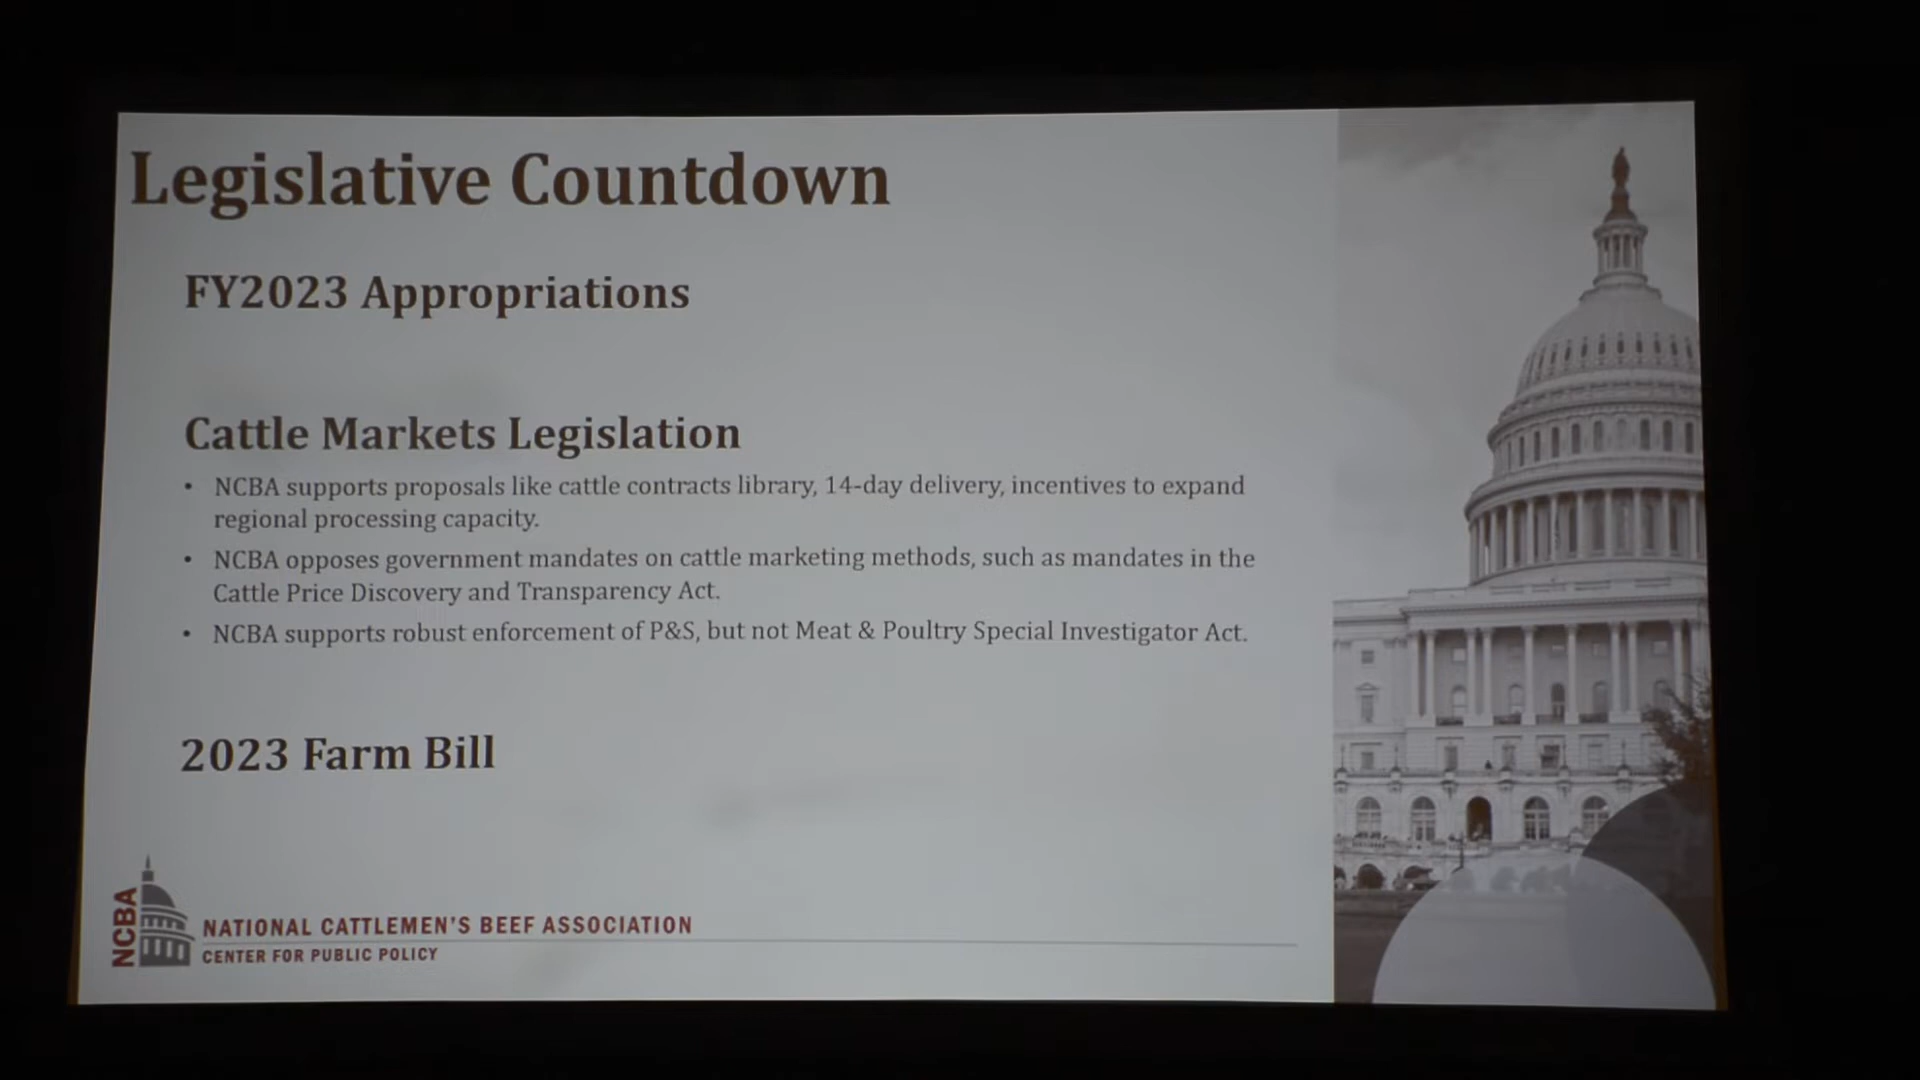 Legislative Countdown
FY2023 Appropriations
Cattle Markets Legislation
• NCBA supports proposals like cattle contracts library, 14-day delivery, incentives to expand
regional processing capacity.
• NCBA opposes government mandates on cattle marketing methods, such as mandates in the
Cattle Price Discovery and Transparency Act.
• NCBA supports robust enforcement of P&S, but not Meat & Poultry Special Investigator Act.
2023 Farm Bill
NCBA
NATIONAL CATTLEMEN'S BEEF ASSOCIATION
CENTER FOR PUBLIC POLICY